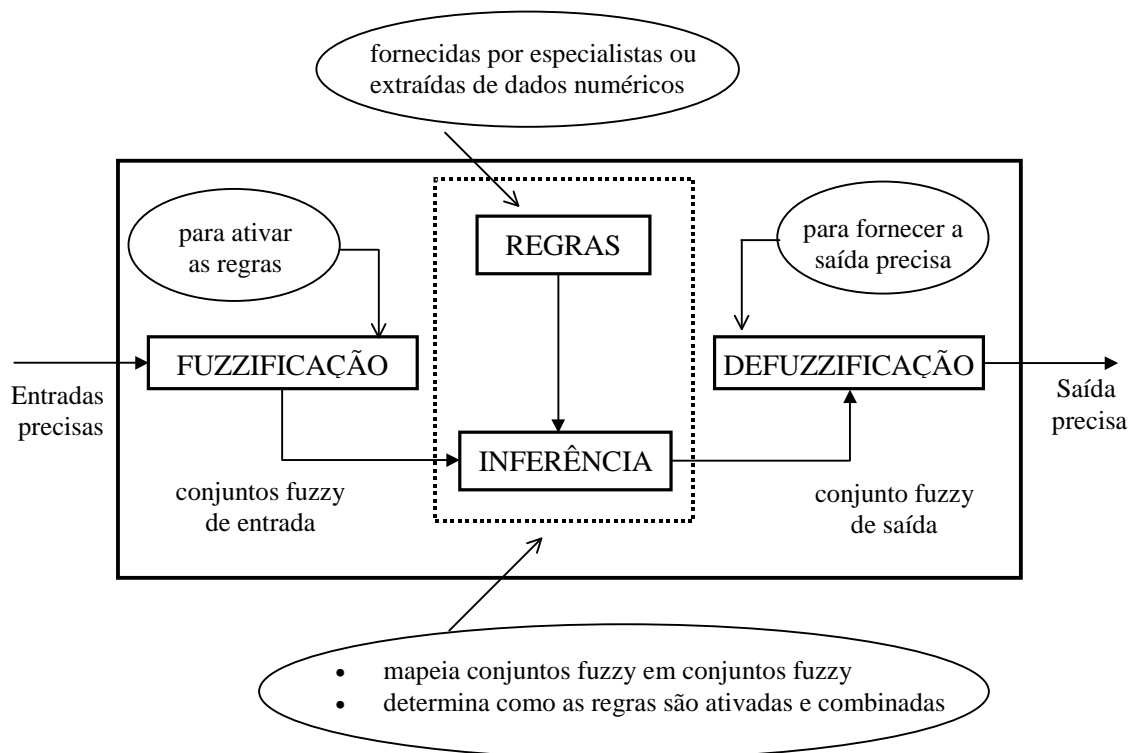 fornecidas por especialistas ou
extraídas de dados numéricos
para ativar
as regras
REGRAS
para fornecer a
saída precisa
FUZZIFICAÇÃO
DEFUZZIFICAÇÃO
Entradas
precisas
Saída
precisa
INFERÊNCIA
conjuntos fuzzy
de entrada
conjunto fuzzy
de saída
• mapeia conjuntos fuzzy em conjuntos fuzzy
• determina como as regras são ativadas e combinadas